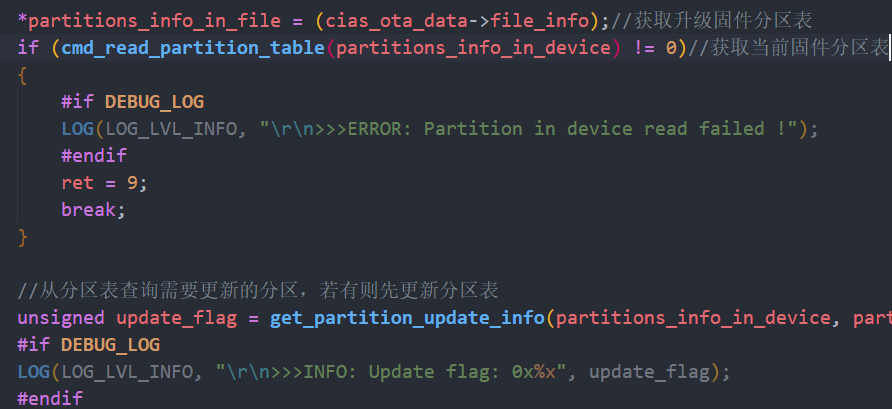 *partitions_info_in_file = (cias_ota_data->file_info);//获取升级固件分区表
if (cmd_read_partition_table(partitions_info_in_device) != 0)//获取当前固件分区表
{
#if DEBUG_LOG
LOG(LOG_LVL_INFO, "\r\n>>>ERROR: Partition in device read failed !");
#endif
ret = 9;
break;
}
//从分区表查询需要更新的分区，若有则先更新分区表
unsigned update_flag = get_partition_update_info(partitions_info_in_device, part
#if DEBUG_LOG
LOG(LOG_LVL_INFO, "\r\n>>>INFO: Update flag: 0x%x", update_flag);
#endif